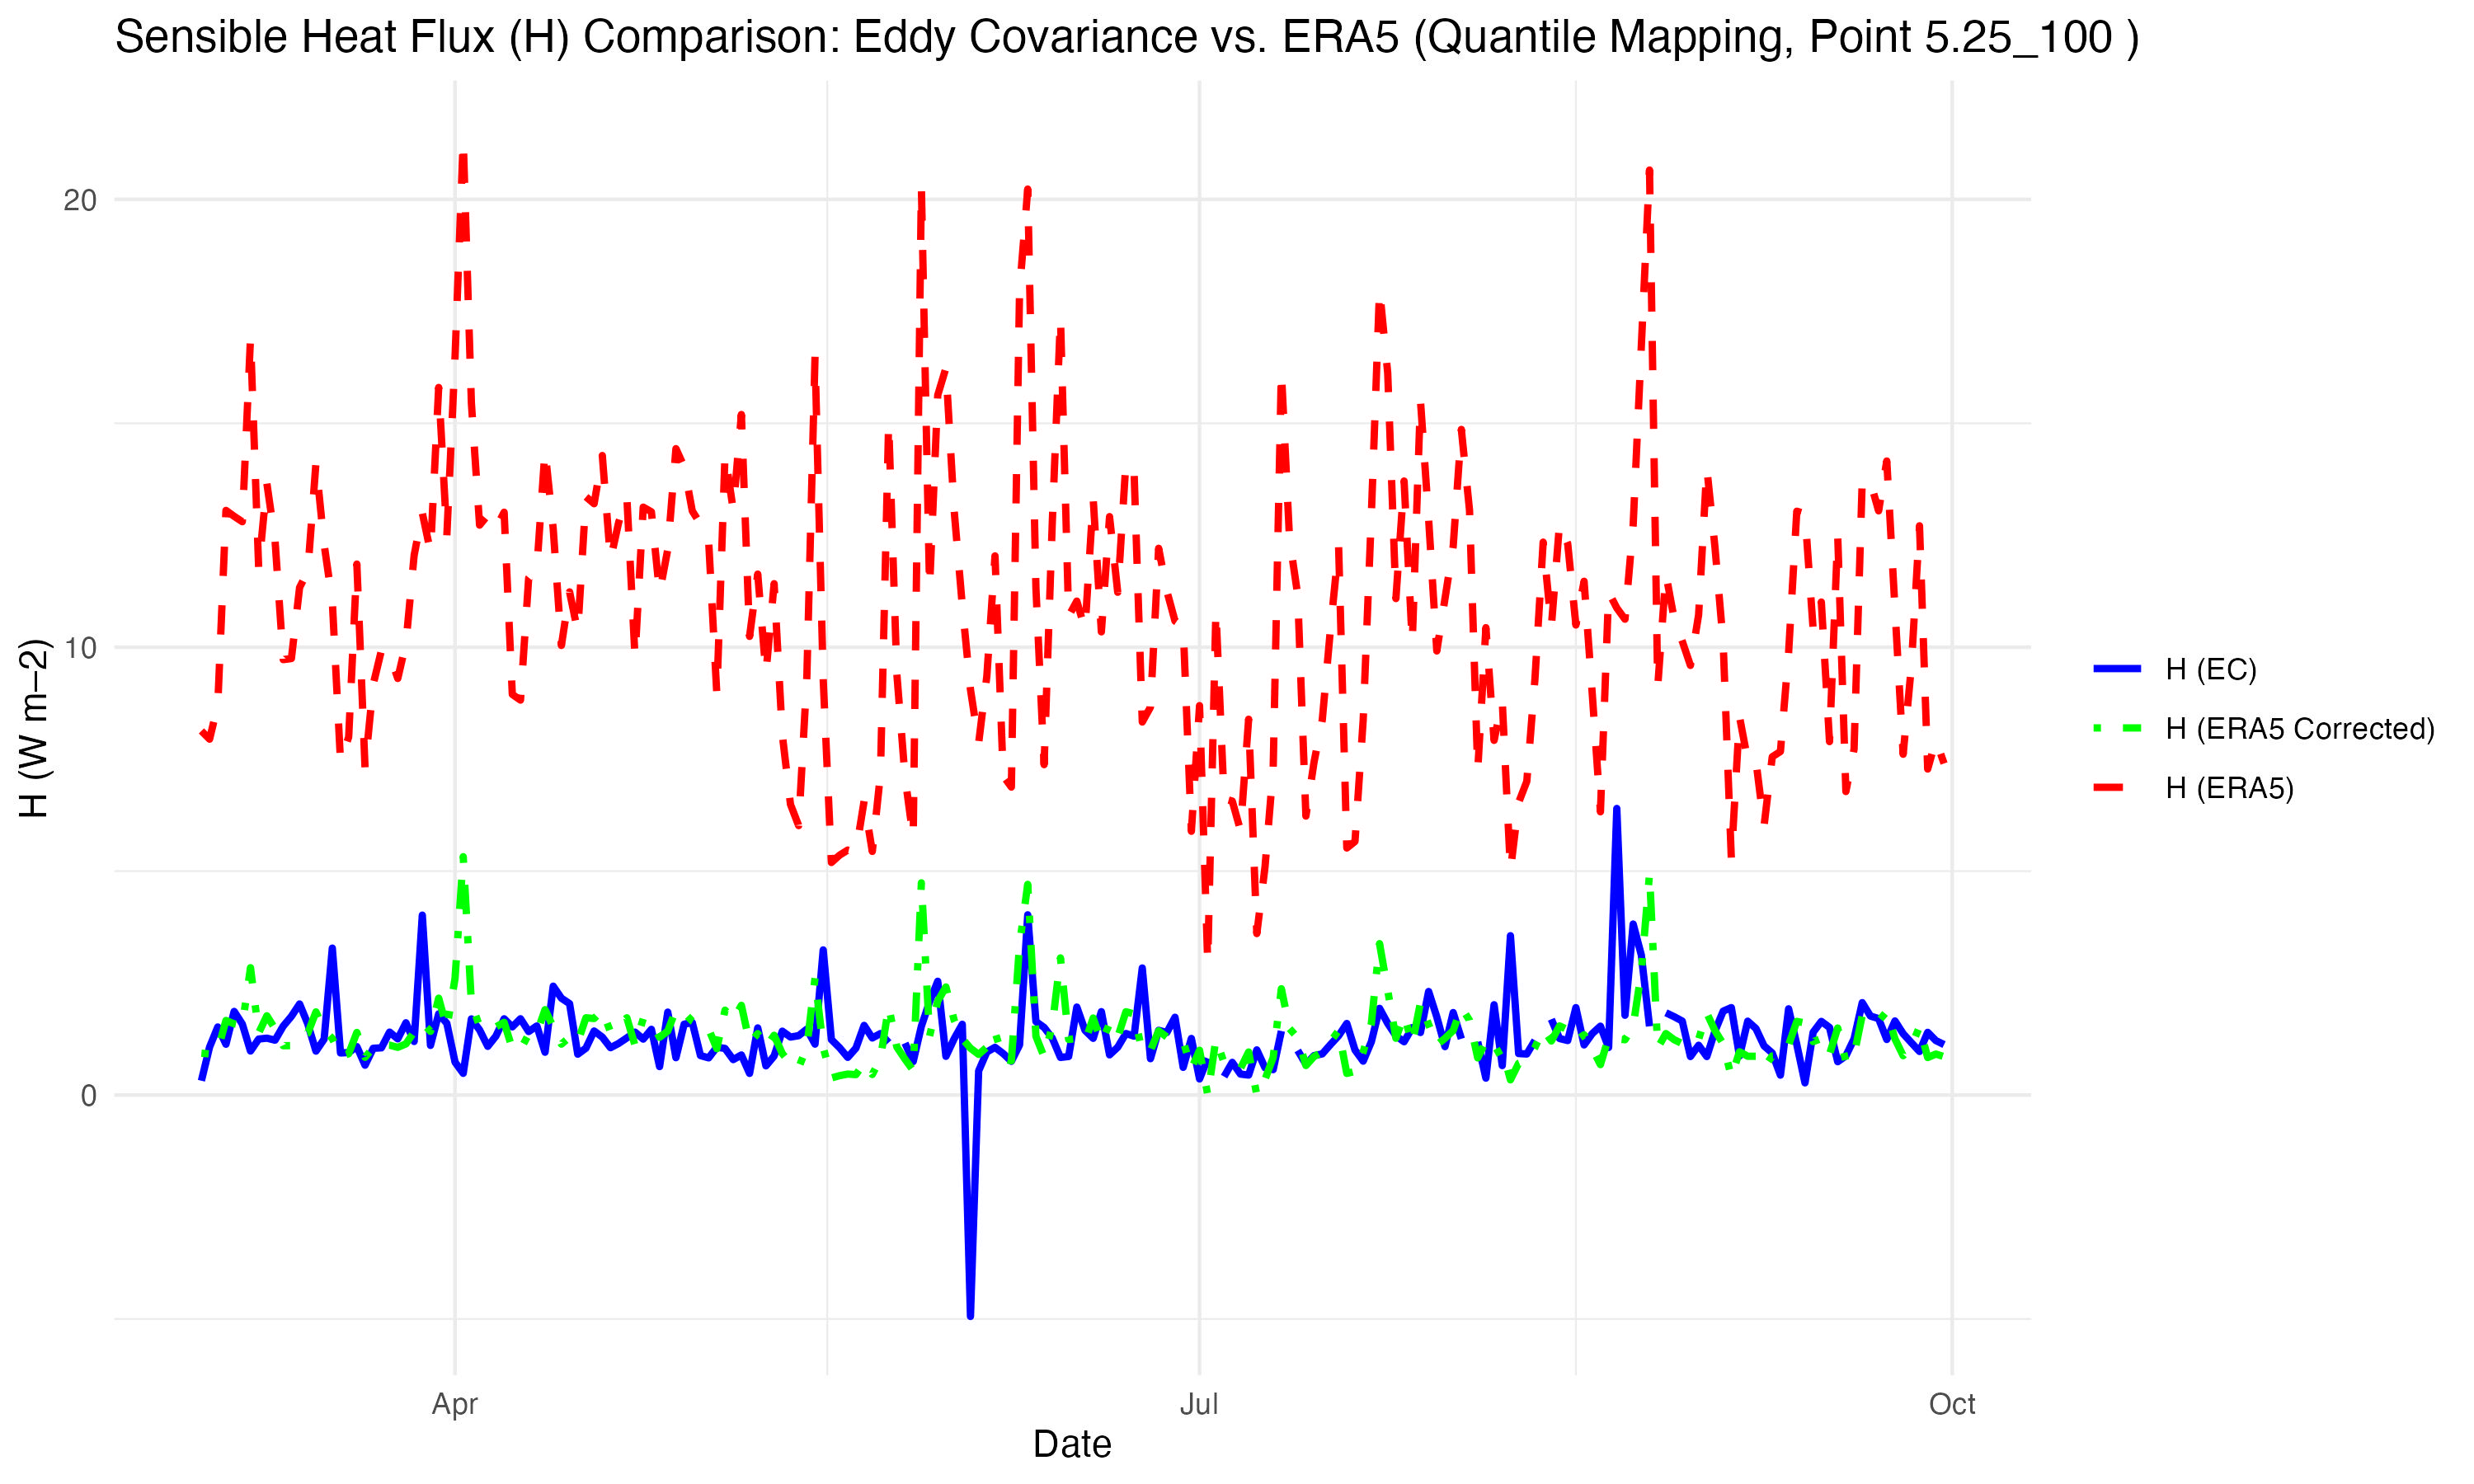 Sensible Heat Flux (H) Comparison: Eddy Covariance vs. ERA5 (Quantile Mapping, Point 5.25_100 )
20
10
0
H (W m−2)
Apr
Jul
Oct
Date
H (EC)
H (ERA5 Corrected)
H (ERA5)